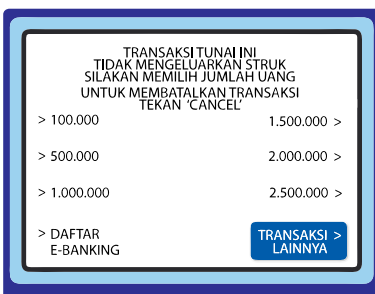 TRANSAKSI TUNAI INI
TIDAK MENGELUARKAN STRUK
SILAKAN MEMILIH JUMLAH UANG
UNTUK MEMBATALKAN TRANSAKSI
TEKAN 'CANCEL'
> 100.000
1.500.000 >
> 500.000
2.000.000 >
> 1.000.000
2.500.000 >
> DAFTAR
E-BANKING
TRANSAKSI >
LAINNYA